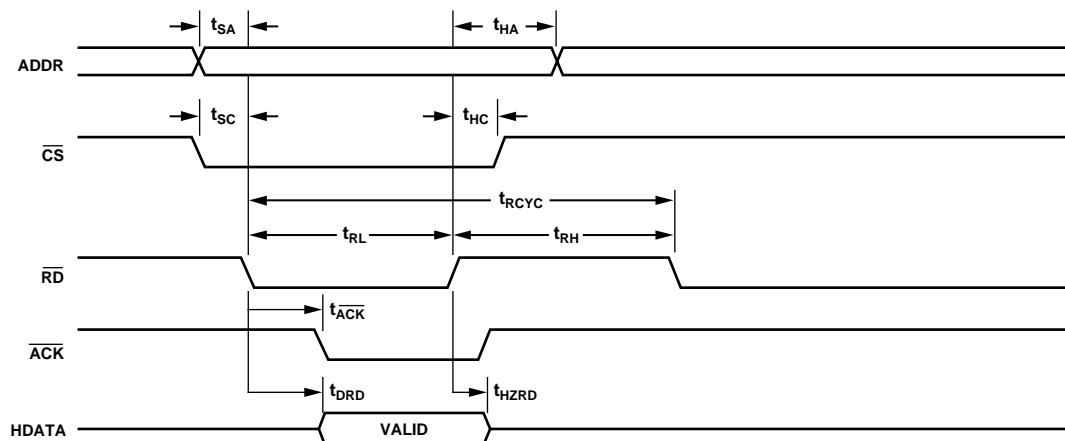 tSA tHA
ADDR
tSC tHC
CS
tRCYC
tRL tRH
RD
tACK
ACK
tDRD tHZRD
HDATA VALID